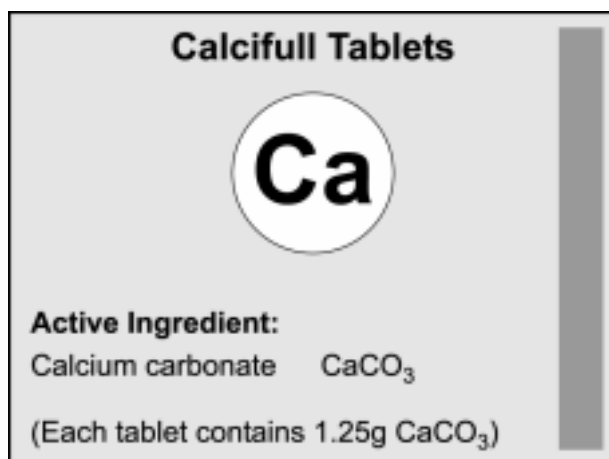 Calcifull Tablets
Ca
Active Ingredient:
Calcium carbonate CaCO₃
(Each tablet contains 1.25g CaCO₃)